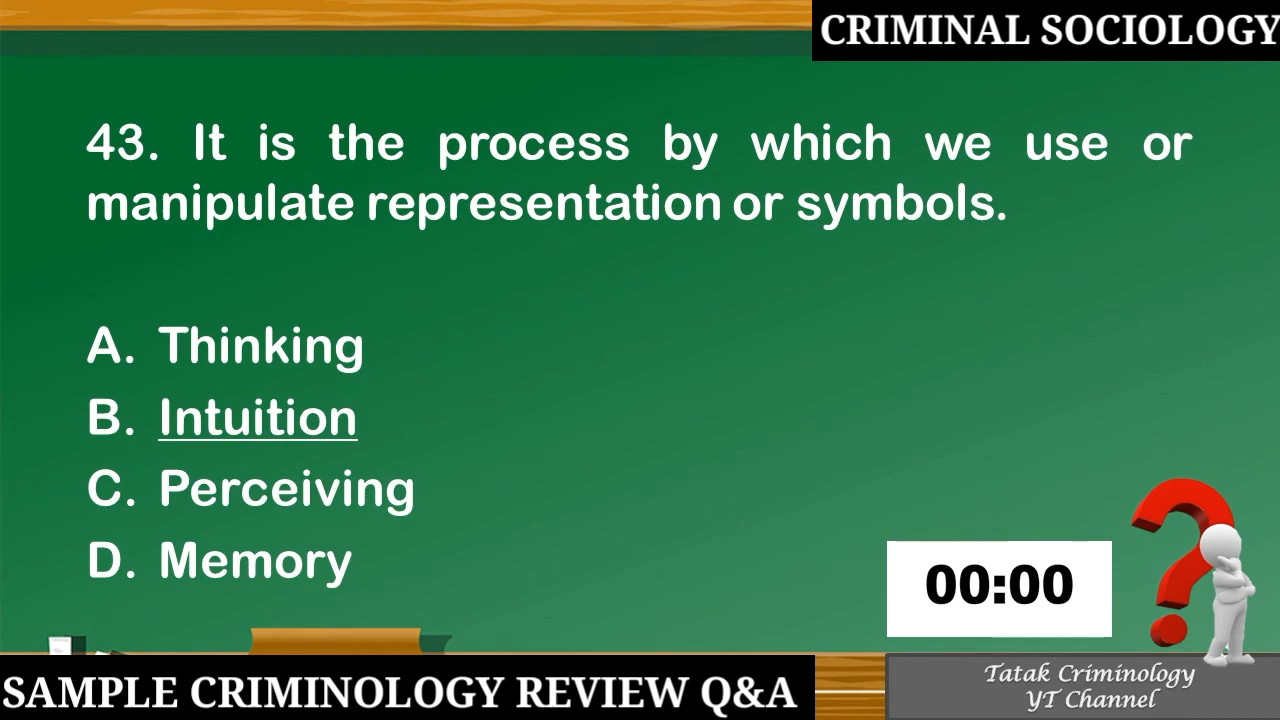 CRIMINAL SOCIOLOGY
43. It is the process by which we use or
manipulate representation or symbols.
A. Thinking
B. Intuition
C. Perceiving
D. Memory
00:00
Tatak Criminology
YT Channel
SAMPLE CRIMINOLOGY REVIEW Q&A